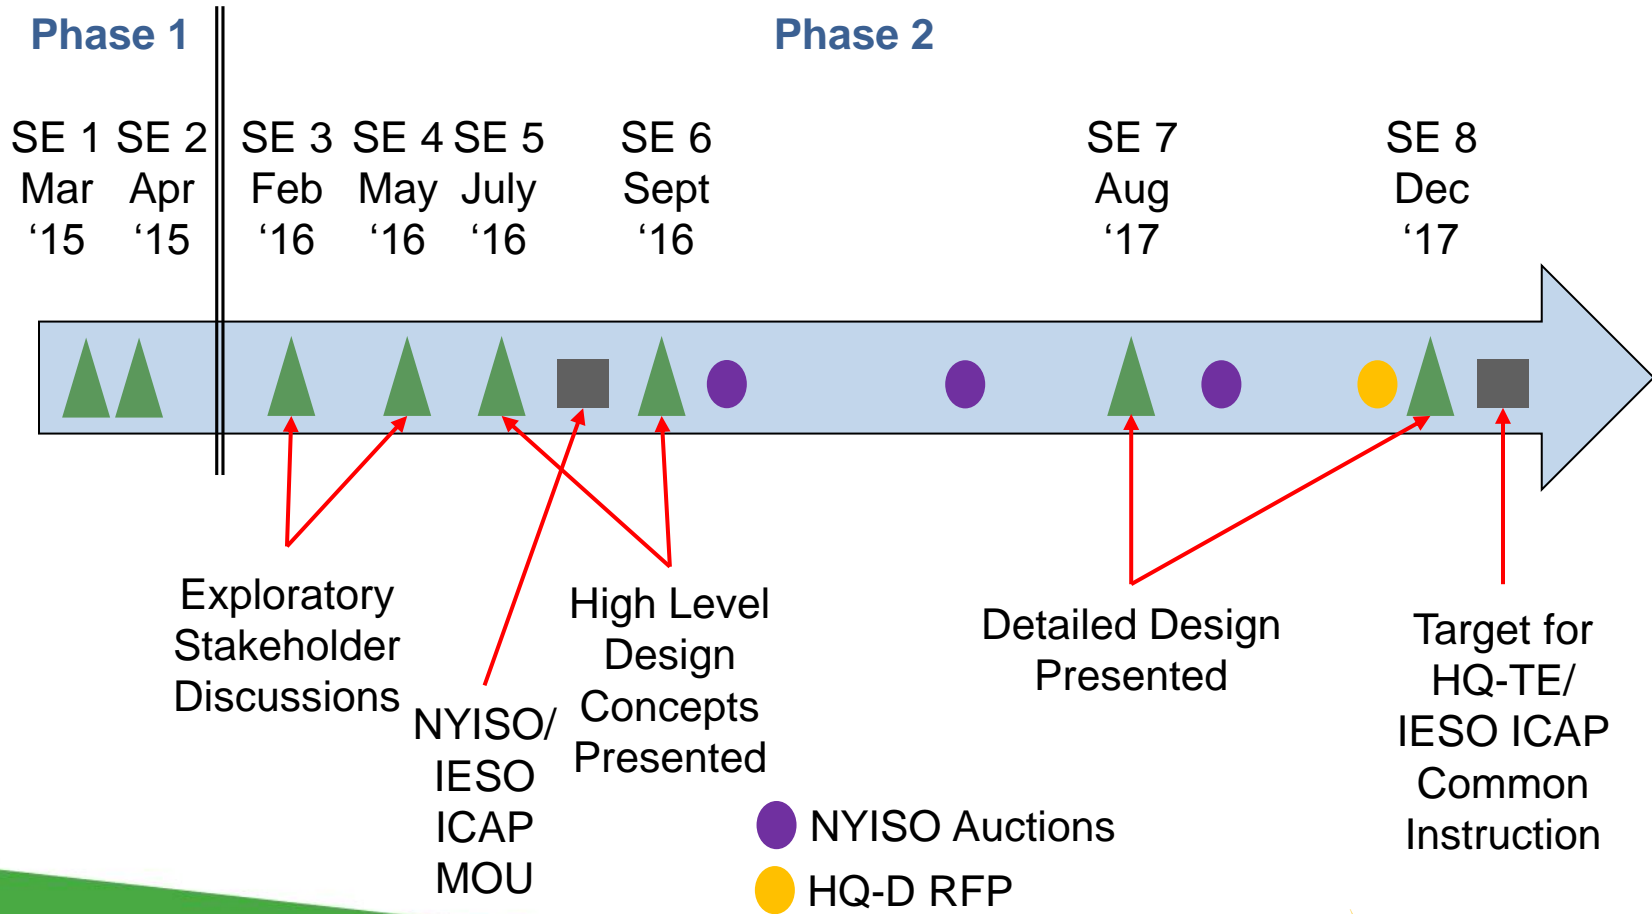 Phase 1
Phase 2
SE 1
Mar
‘15
SE 2
Apr
‘15
SE 3
Feb
‘16
SE 4
May
‘16
SE 5
July
‘16
SE 6
Sept
‘16
SE 7
Aug
‘17
SE 8
Dec
‘17
Exploratory
Stakeholder
Discussions
NYISO/
IESO
ICAP
MOU
High Level
Design
Concepts
Presented
Detailed Design
Presented
Target for
HQ-TE/
IESO ICAP
Common
Instruction
NYISO Auctions
HQ-D RFP